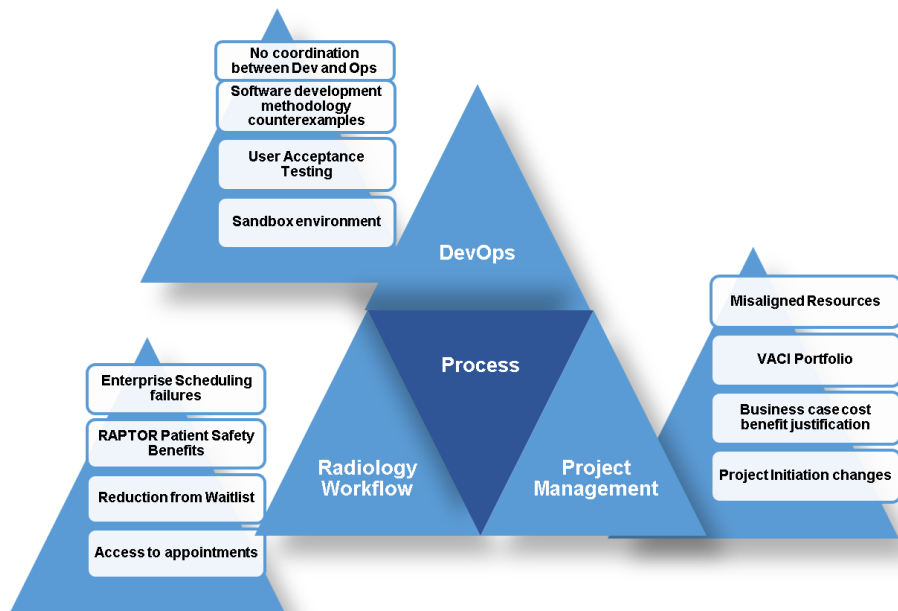 No coordination
between Dev and Ops
Software development
methodology
counterexamples
User Acceptance
Testing
Sandbox environment
DevOps
Process
Radiology
Workflow
Project
Management
Enterprise Scheduling
failures
RAPTOR Patient Safety
Benefits
Reduction from Waitlist
Access to appointments
Misaligned Resources
VACI Portfolio
Business case cost
benefit justification
Project Initiation changes